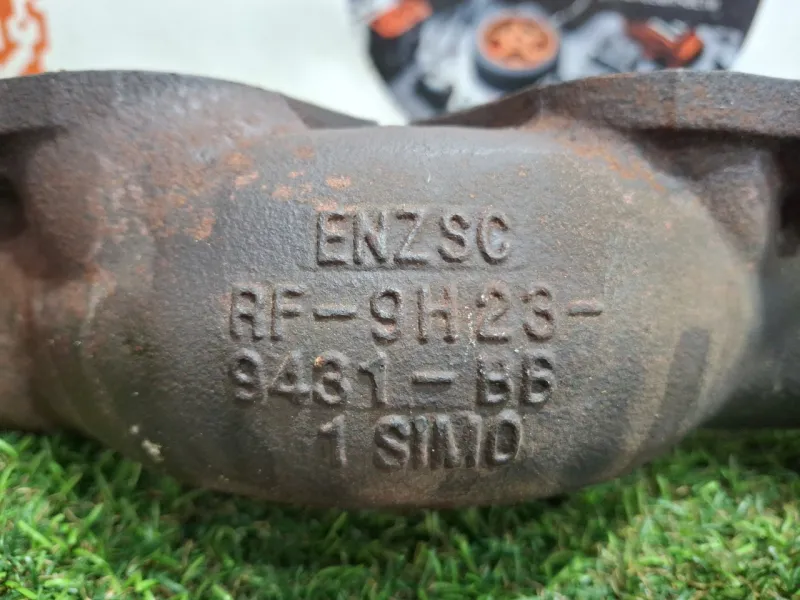 ENZSC
RF-9H23-
9431-BB
1 SIMO